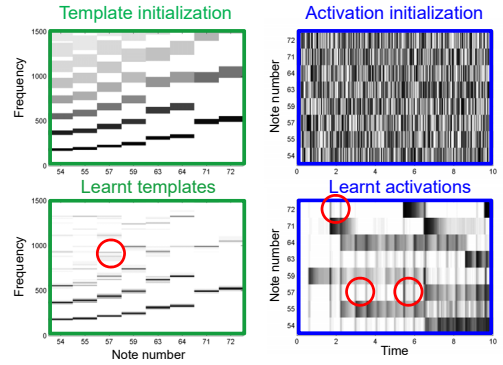 Template initialization
Activation initialization
Frequency
1500
1000
500
0
54 55 57 59 63 64 71 72
Note number
72
71
64
63
59
57
55
54
0 2 4 6 8 10
Learnt templates
Learnt activations
Frequency
1500
1000
500
0
54 55 57 59 63 64 71 72
Note number
Note number
72
71
64
63
59
57
55
54
0 2 4 6 8 10
Time